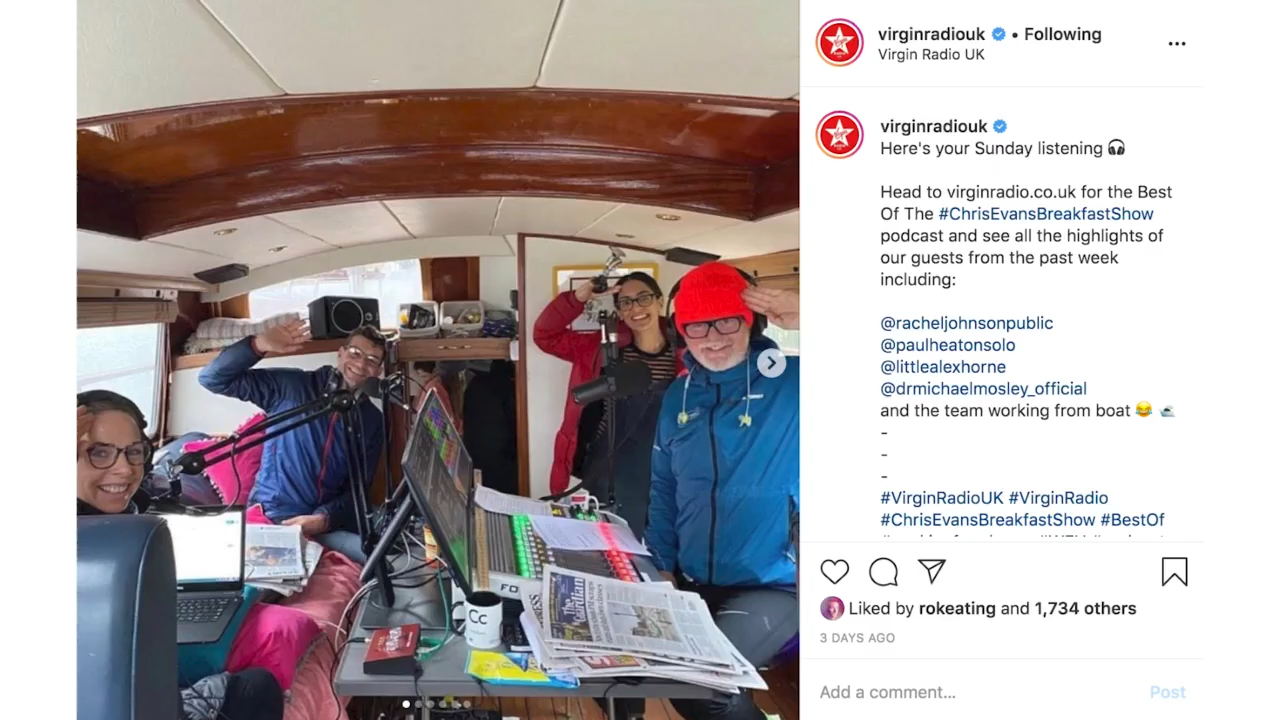 virginradiouk • Following
Virgin Radio UK
virginradiouk
Here's your Sunday listening 🎧
Head to virginradio.co.uk for the Best
Of The #ChrisEvansBreakfastShow
podcast and see all the highlights of
our guests from the past week
including:
@racheljohnsonpublic
@paulheatonsolo
@littlealexhorne
@drmichaelmosley_official
and the team working from boat 😂 🛥️
-
-
-
#VirginRadioUK #VirginRadio
#ChrisEvansBreakfastShow #BestOf
Liked by rokeating and 1,734 others
3 DAYS AGO
Add a comment... Post
The
Guardian
Cc
FO